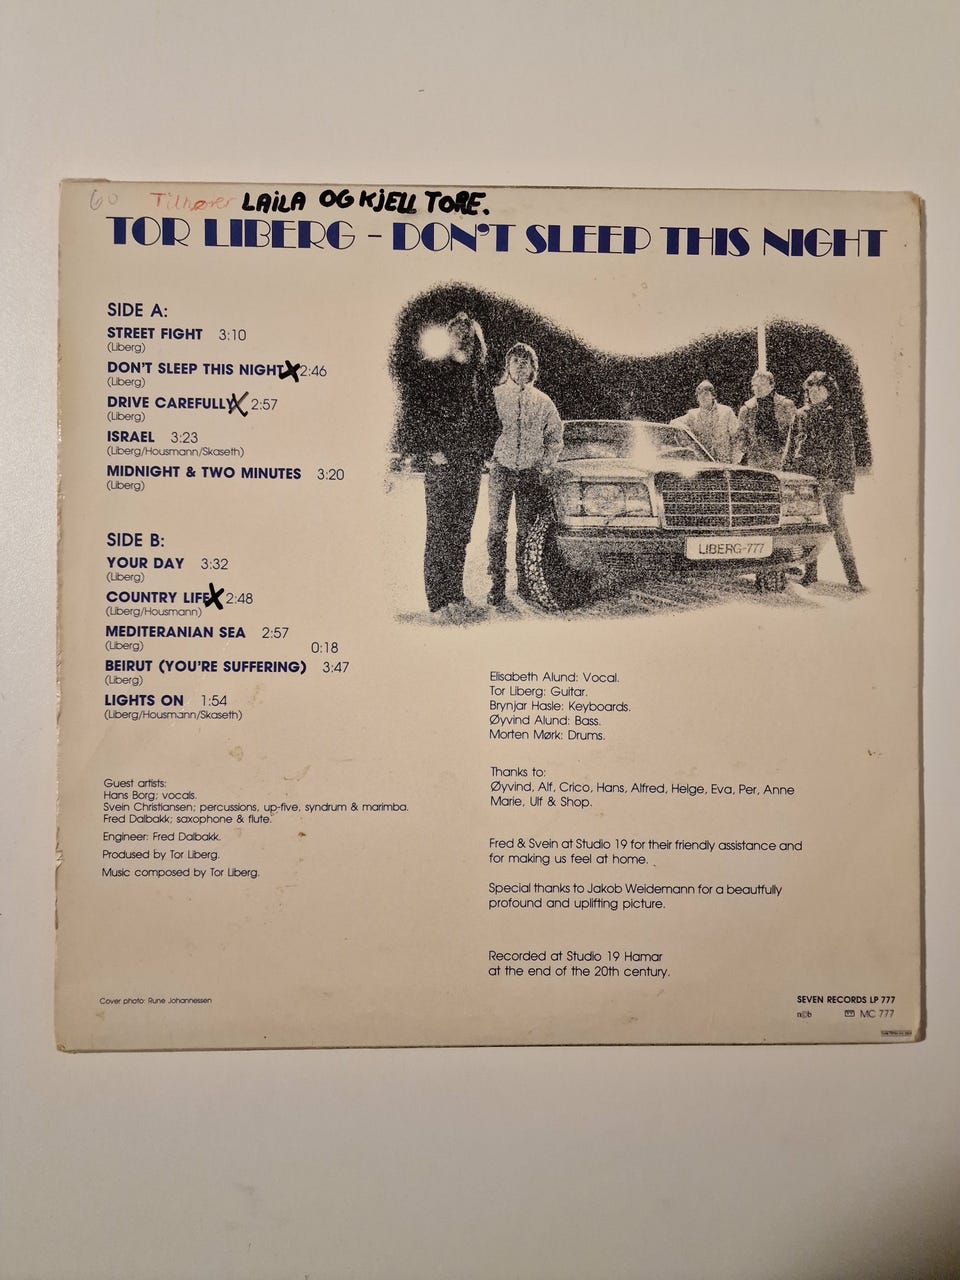 60 Tilhører LAILA OG KJELL TORE.
TOR LIBERG - DON'T SLEEP THIS NIGHT
SIDE A:
STREET FIGHT 3:10
(Liberg)
DON'T SLEEP THIS NIGHT X 2:46
(Liberg)
DRIVE CAREFULLY X 2:57
(Liberg)
ISRAEL 3:23
(Liberg/Housmann/Skaseth)
MIDNIGHT & TWO MINUTES 3:20
(Liberg)
SIDE B:
YOUR DAY 3:32
(Liberg)
COUNTRY LIFE X 2:48
(Liberg/Housmann)
MEDITERANIAN SEA 2:57
(Liberg) 0:18
BEIRUT (YOU'RE SUFFERING) 3:47
(Liberg)
LIGHTS ON 1:54
(Liberg/Housmann/Skaseth)
Guest artists:
Hans Borg; vocals.
Svein Christiansen; percussions, up-five, syndrum & marimba.
Fred Dalbakk; saxophone & flute.
Engineer: Fred Dalbakk.
Prodused by Tor Liberg.
Music composed by Tor Liberg.
Cover photo: Rune Johannessen
LIBERG-777
Elisabeth Alund: Vocal.
Tor Liberg: Guitar.
Brynjar Hasle: Keyboards.
Øyvind Alund: Bass.
Morten Mørk: Drums.
Thanks to:
Øyvind, Alf, Crico, Hans, Alfred, Helge, Eva, Per, Anne
Marie, Ulf & Shop.
Fred & Svein at Studio 19 for their friendly assistance and
for making us feel at home.
Special thanks to Jakob Weidemann for a beautfully
profound and uplifting picture.
Recorded at Studio 19 Hamar
at the end of the 20th century.
SEVEN RECORDS LP 777
n©b MC 777